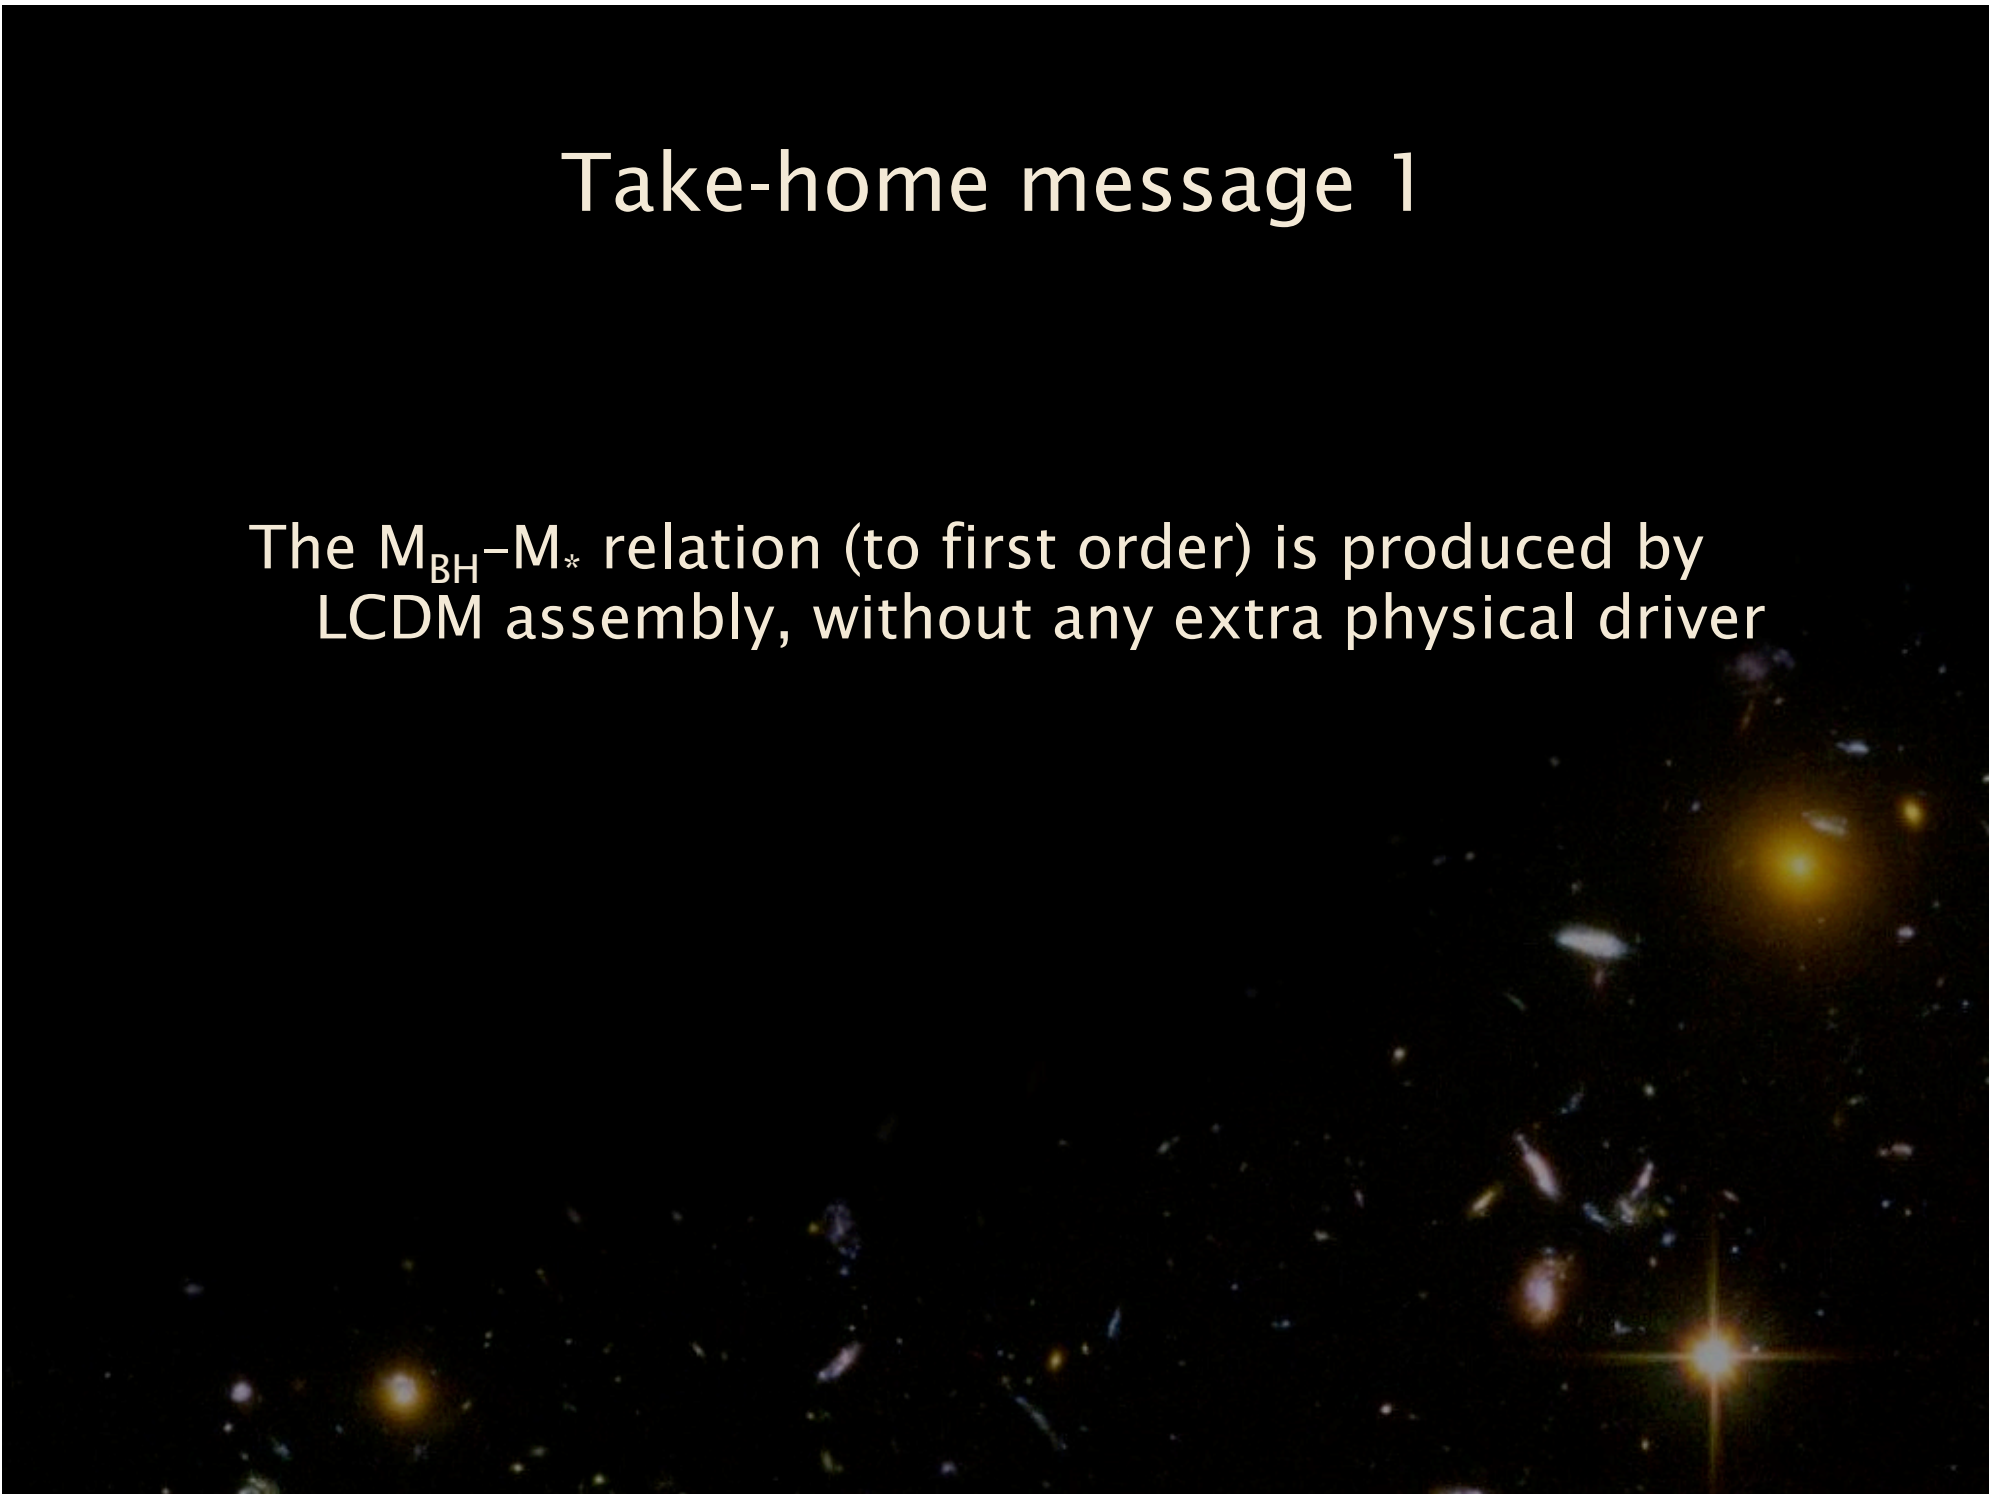 Take-home message 1
The M_BH–M_* relation (to first order) is produced by
LCDM assembly, without any extra physical driver